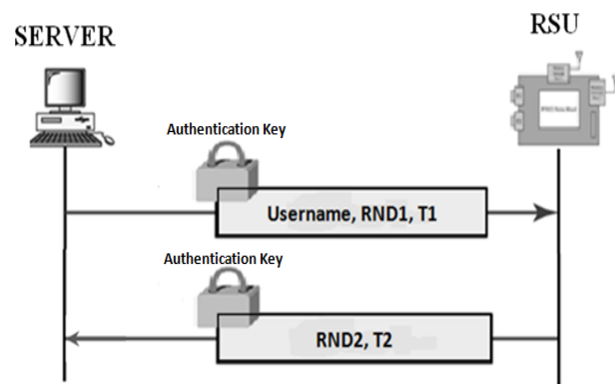 SERVER
RSU
Authentication Key
Username, RND1, T1
Authentication Key
RND2, T2